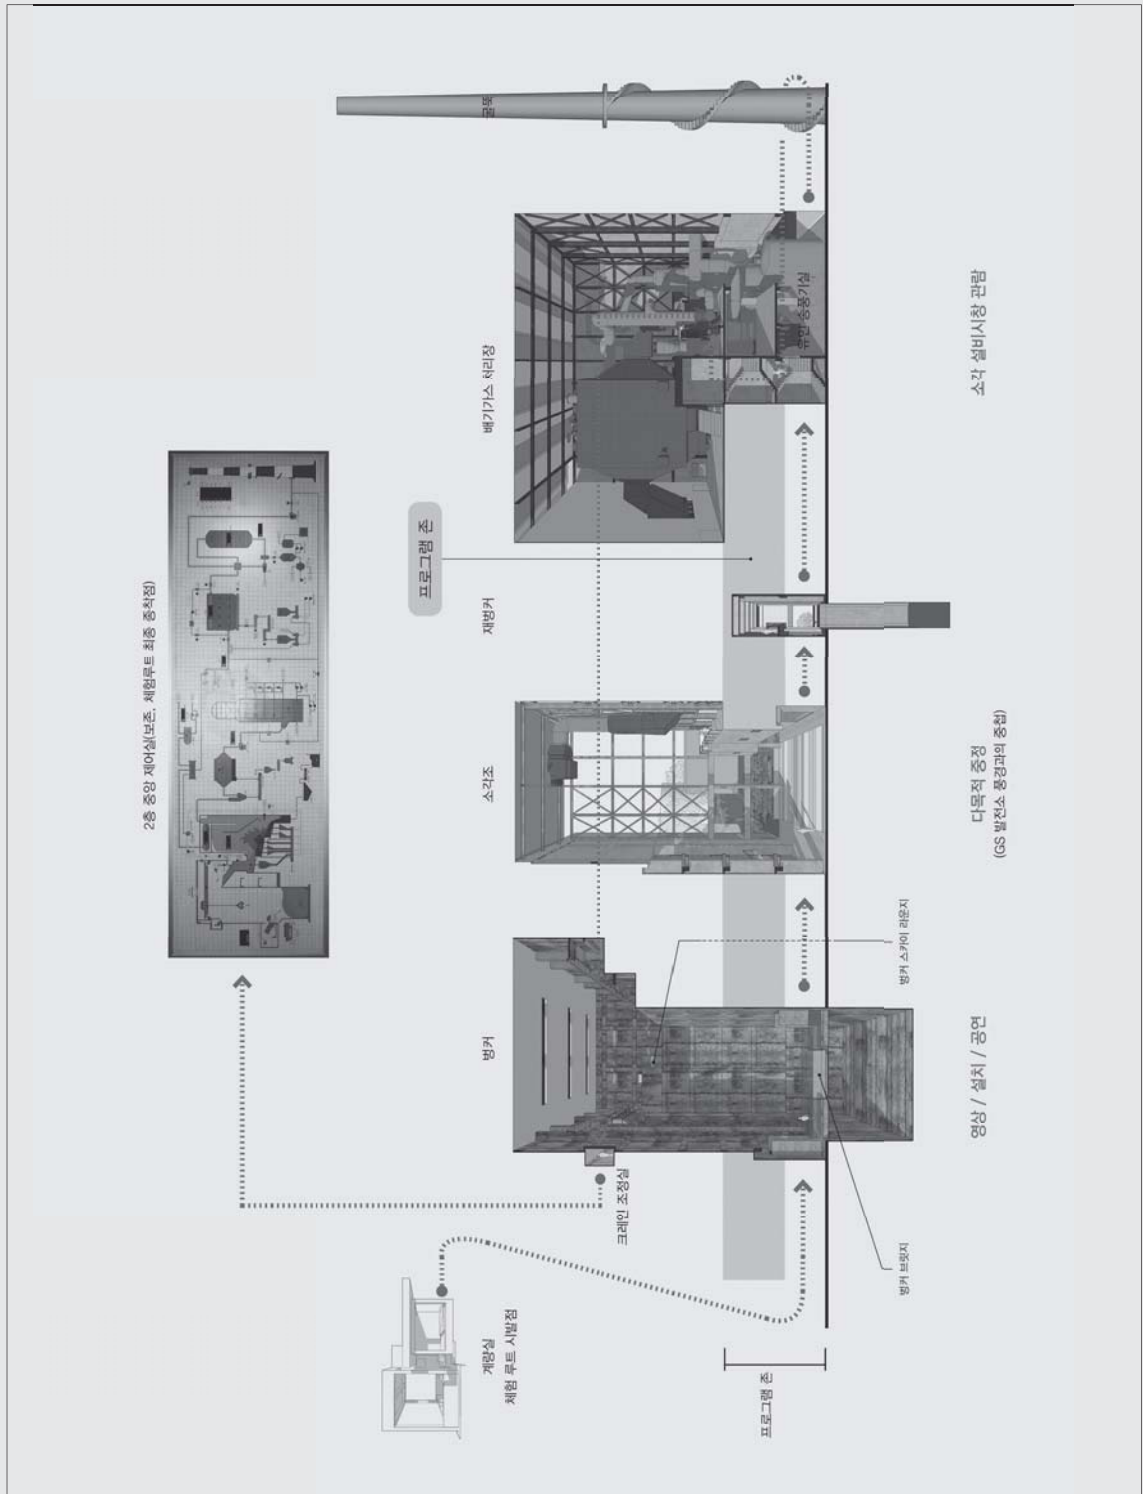 2층 중앙 제어실(보존, 체험루트 최종 종착점)
프로그램 존
계량실
체험 루트 시발점
벙커
소각조
재벙커
배기가스 처리장
굴뚝
크레인 조정실
프로그램 존
유인 송풍기실
벙커 브릿지
벙커 스카이 라운지
영상 / 설치 / 공연
다목적 중정
(GS 발전소 풍경과의 중첩)
소각 설비시창 관람